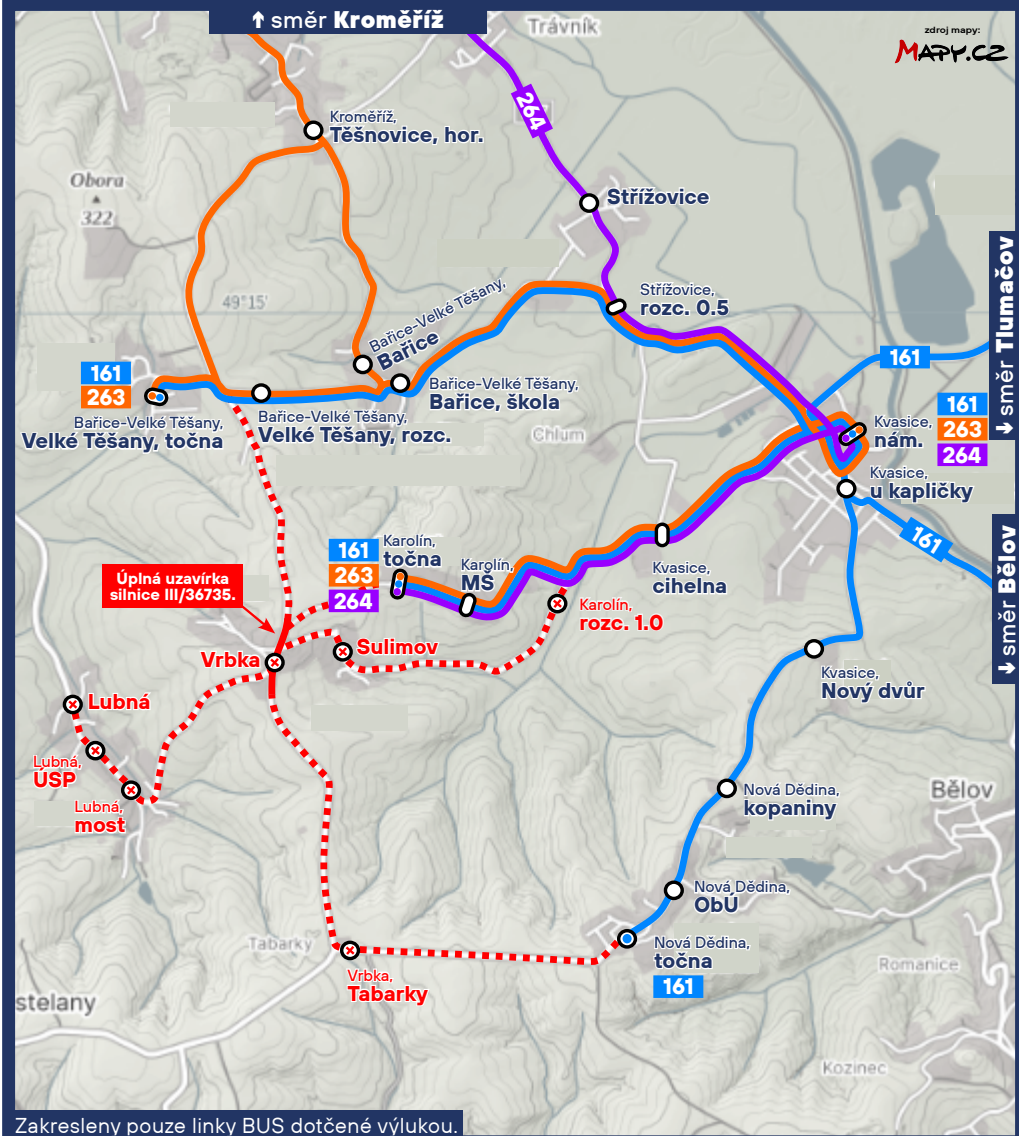 ↑ směr Kroměříž
Trávník
zdroj mapy:
MAPY.CZ
264
Kroměříž,
Těšnovice, hor.
Obora
322
Střížovice
49°15'
Střížovice,
rozc. 0.5
↓ směr Tlumačov
161
Bařice-Velké Těšany,
Bařice
161
263
Bařice-Velké Těšany,
Velké Těšany, točna
Bařice-Velké Těšany,
Velké Těšany, rozc.
Bařice-Velké Těšany,
Bařice, škola
Chlum
Kvasice,
nám.
161
263
264
Kvasice,
u kapličky
161
↓ směr Bělov
161
263
264
Karolín,
točna
Karolín,
MŠ
Kvasice,
cihelna
Úplná uzavírka
silnice III/36735.
Karolín,
rozc. 1.0
Vrbka
Sulimov
Kvasice,
Nový dvůr
Lubná
Lubná,
ÚSP
Lubná,
most
Nová Dědina,
kopaniny
Bělov
Nová Dědina,
ObÚ
Tabarky
Nová Dědina,
točna
161
Vrbka,
Tabarky
Romanice
stelany
Kozinec
Zakresleny pouze linky BUS dotčené výlukou.